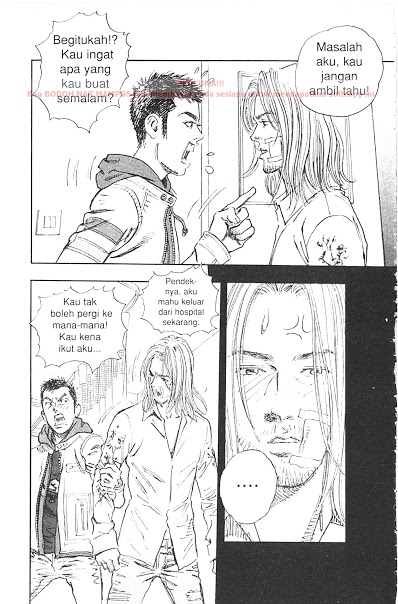 Masalah
aku, kau
jangan
ambil tahu!
Begitukah!?
Kau ingat
apa yang
kau buat
semalam?
Pendek-
nya, aku
mahu keluar
dari hospital
sekarang.
Kau tak
boleh pergi ke
mana-mana!
Kau kena
ikut aku...
....